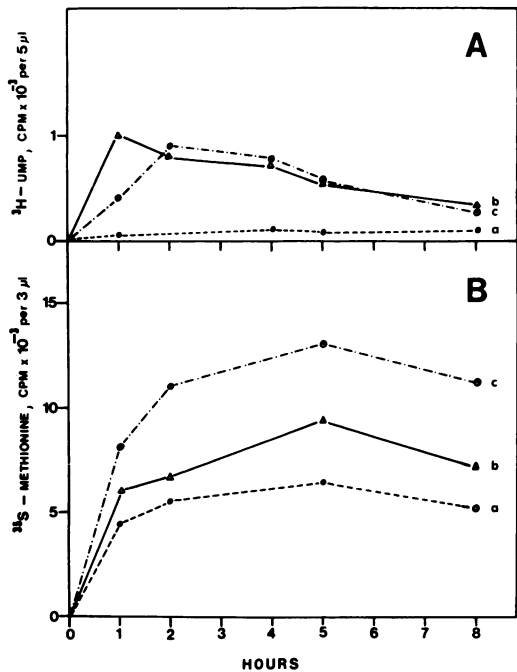 A
³H – UMP, CPM x 10⁻³ per 5 µl
1
0
b
c
a
B
³⁵S – METHIONINE, CPM x 10⁻³ per 3 µl
15
10
5
0
c
b
a
0 1 2 3 4 5 6 7 8
HOURS